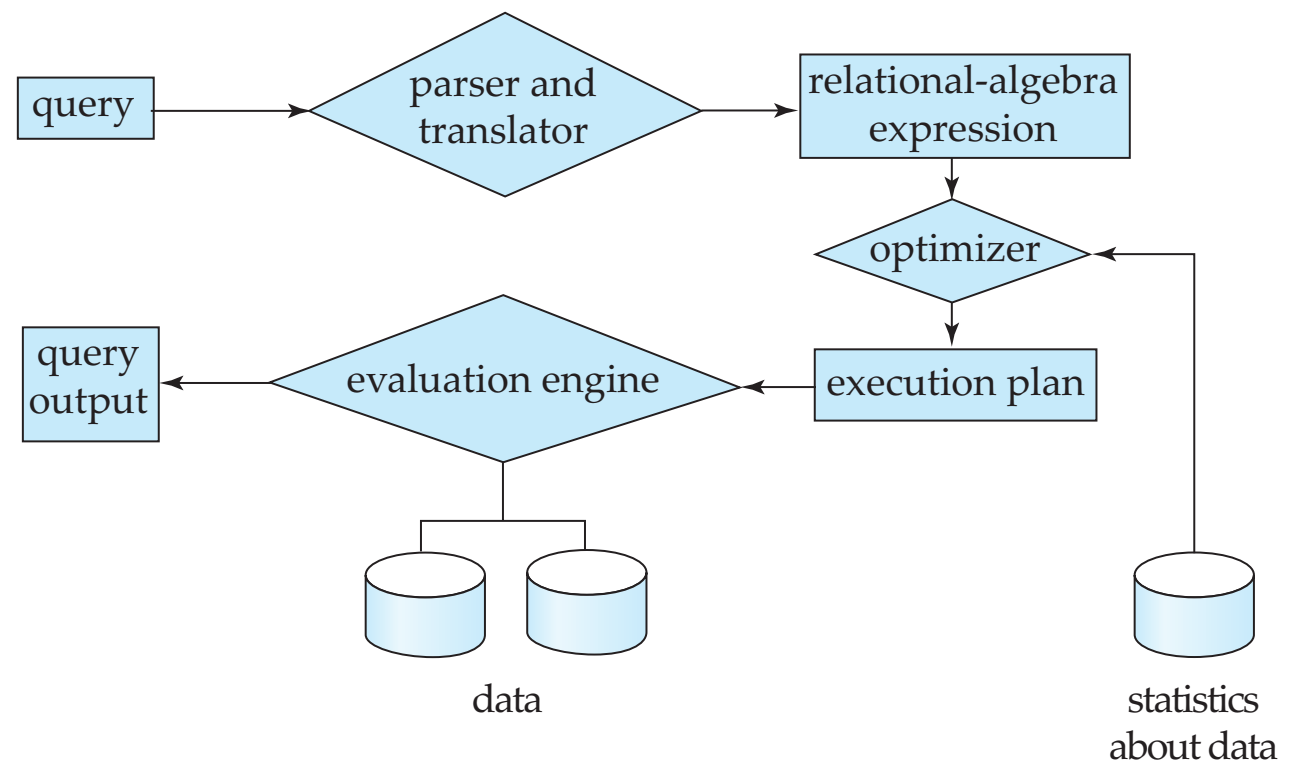 query
parser and
translator
relational-algebra
expression
optimizer
query
output
evaluation engine
execution plan
data
statistics
about data